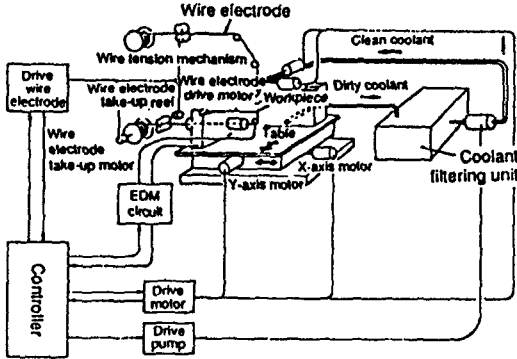 Wire electrode
Wire tension mechanism
Clean coolant
Drive
wire
electrode
Wire electrode
take-up reel
Wire electrode
drive motor
Workpiece
Dirty coolant
Wire
electrode
take-up motor
Table
X-axis motor
Y-axis motor
Coolant
filtering unit
EDM
circuit
Controller
Drive
motor
Drive
pump